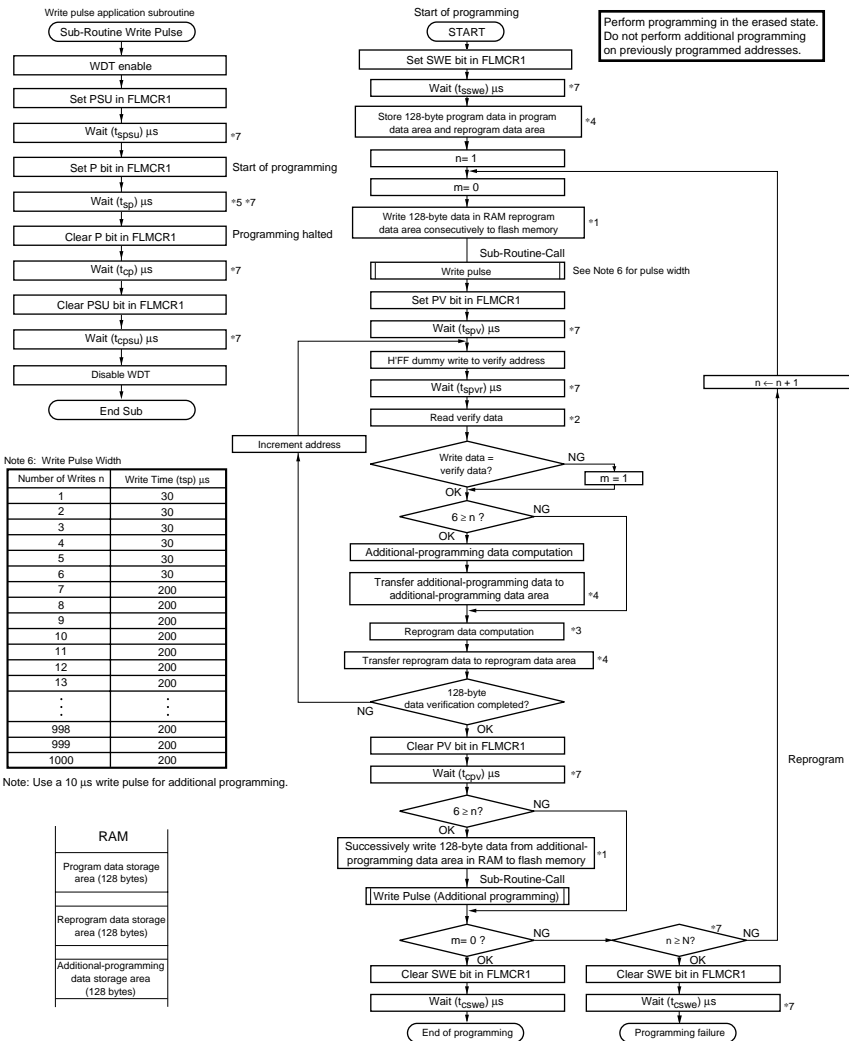 Write pulse application subroutine
Sub-Routine Write Pulse
WDT enable
Set PSU in FLMCR1
Wait (tspsu) µs
*7
Set P bit in FLMCR1
Start of programming
Wait (tsp) µs
*5 *7
Clear P bit in FLMCR1
Programming halted
Wait (tcp) µs
*7
Clear PSU bit in FLMCR1
Wait (tcpsu) µs
*7
Disable WDT
End Sub
Note 6: Write Pulse Width
Number of Writes n
Write Time (tsp) µs
1
30
2
30
3
30
4
30
5
30
6
30
7
200
8
200
9
200
10
200
11
200
12
200
13
200
998
200
999
200
1000
200
Note: Use a 10 µs write pulse for additional programming.
RAM
Program data storage
area (128 bytes)
Reprogram data storage
area (128 bytes)
Additional-programming
data storage area
(128 bytes)
Start of programming
START
Set SWE bit in FLMCR1
Wait (tsswe) µs
*7
Store 128-byte program data in program
data area and reprogram data area
*4
n= 1
m= 0
Write 128-byte data in RAM reprogram
data area consecutively to flash memory
*1
Sub-Routine-Call
Write pulse
See Note 6 for pulse width
Set PV bit in FLMCR1
Wait (tspv) µs
*7
H'FF dummy write to verify address
Wait (tspvr) µs
*7
Read verify data
*2
Increment address
Write data =
verify data?
NG
m = 1
OK
6 ≥ n ?
NG
OK
Additional-programming data computation
Transfer additional-programming data to
additional-programming data area
*4
Reprogram data computation
*3
Transfer reprogram data to reprogram data area
*4
128-byte
data verification completed?
NG
OK
Clear PV bit in FLMCR1
Wait (tcpv) µs
*7
6 ≥ n?
NG
OK
Successively write 128-byte data from additional-
programming data area in RAM to flash memory
*1
Sub-Routine-Call
Write Pulse (Additional programming)
m= 0 ?
NG
OK
Clear SWE bit in FLMCR1
Wait (tcswe) µs
End of programming
n ≥ N?
*7
NG
OK
Clear SWE bit in FLMCR1
Wait (tcswe) µs
*7
Programming failure
n ← n + 1
Reprogram
Perform programming in the erased state.
Do not perform additional programming
on previously programmed addresses.